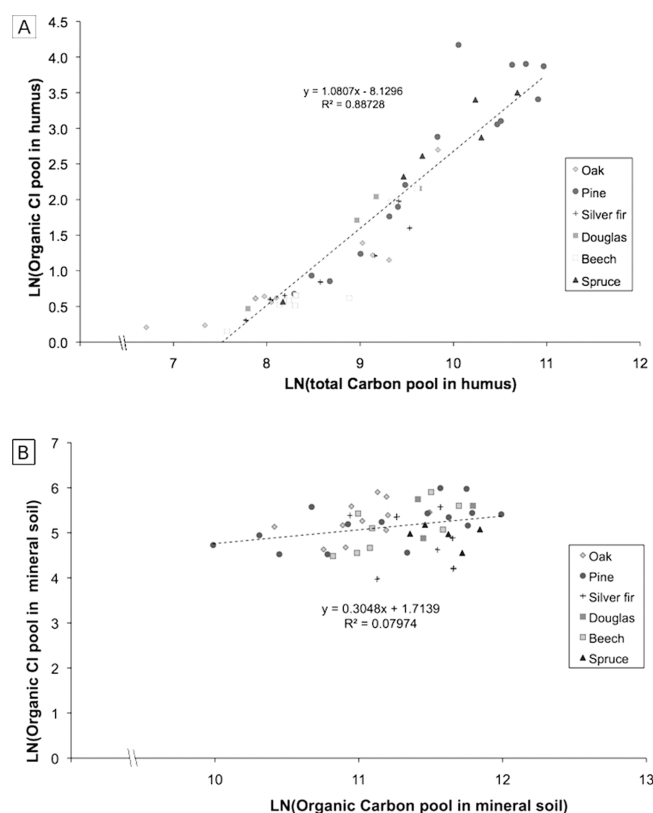 A
4.5
4.0
3.5
3.0
2.5
2.0
1.5
1.0
0.5
0.0
LN(Organic Cl pool in humus)
y = 1.0807x - 8.1296
R² = 0.88728
Oak
Pine
Silver fir
Douglas
Beech
Spruce
7 8 9 10 11 12
LN(total Carbon pool in humus)
B
7
6
5
4
3
2
1
0
LN(Organic Cl pool in mineral soil)
y = 0.3048x + 1.7139
R² = 0.07974
Oak
Pine
Silver fir
Douglas
Beech
Spruce
10 11 12 13
LN(Organic Carbon pool in mineral soil)